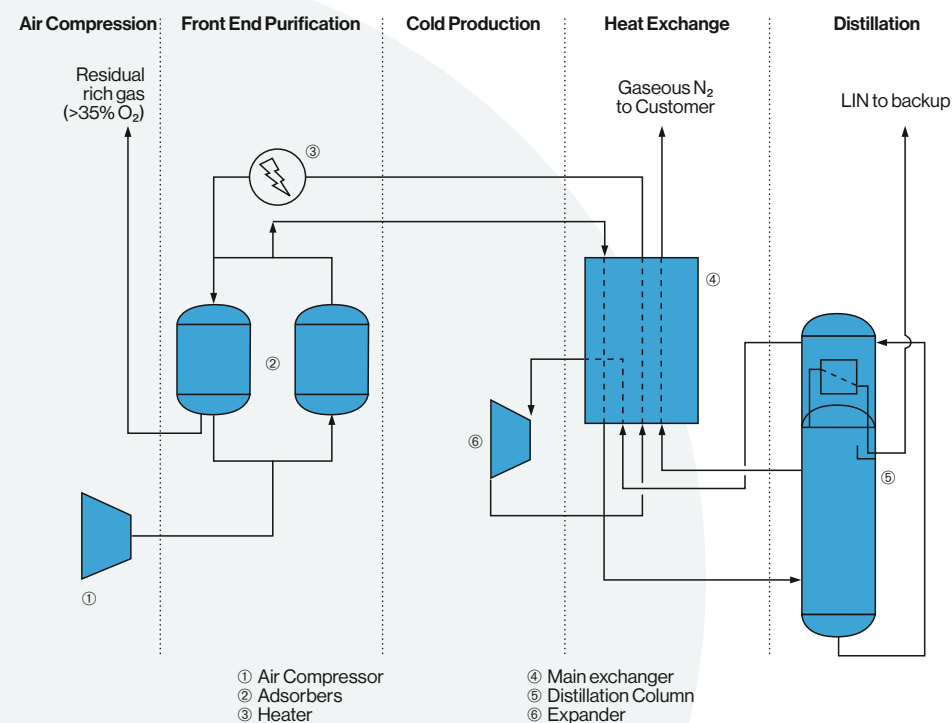 Air Compression
Front End Purification
Cold Production
Heat Exchange
Distillation
Residual
rich gas
(>35% O₂)
Gaseous N₂
to Customer
LIN to backup
③
④
②
⑥
⑤
①
① Air Compressor
② Adsorbers
③ Heater
④ Main exchanger
⑤ Distillation Column
⑥ Expander